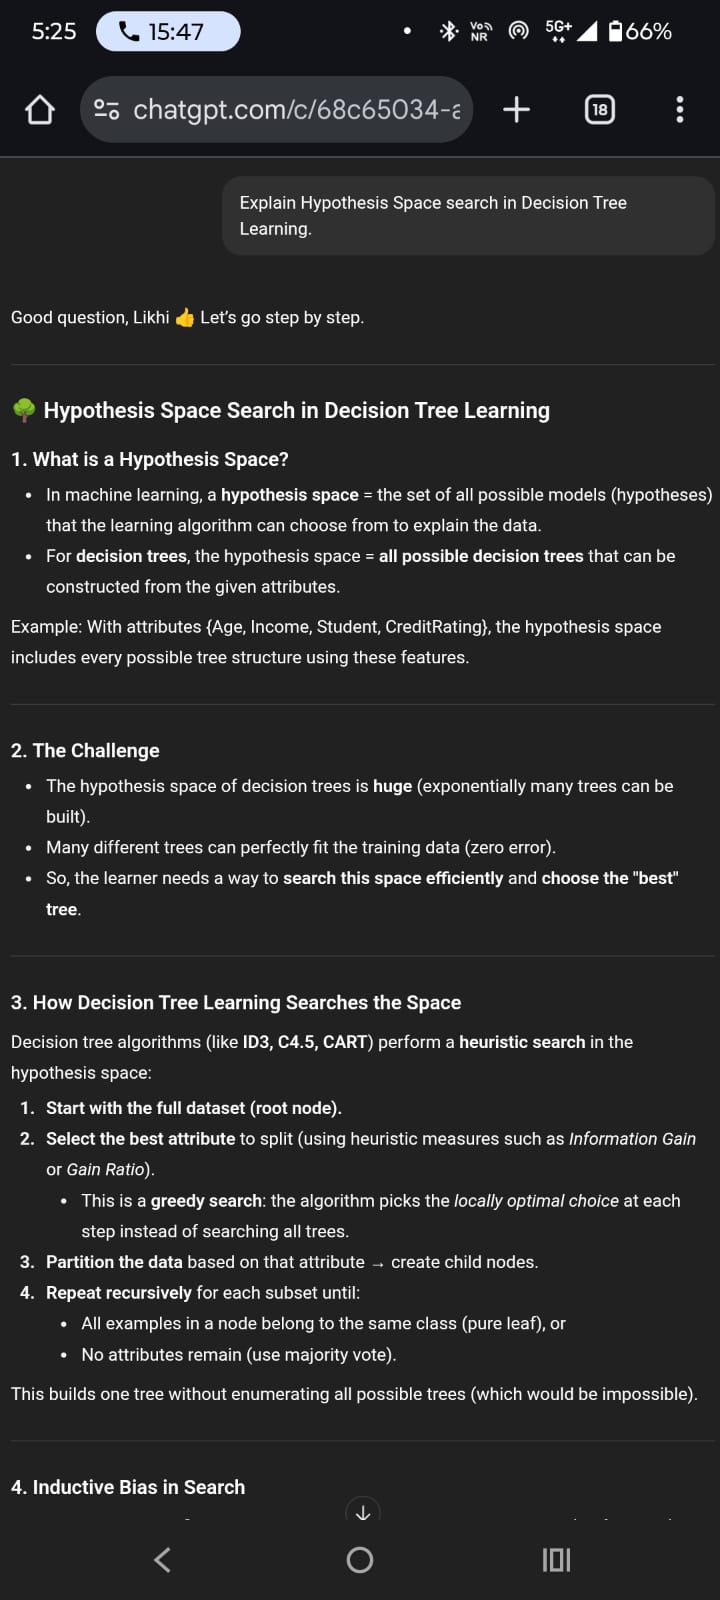 5:25
15:47
Vo))
NR
5G+
66%
chatgpt.com/c/68c65034-a
18
Explain Hypothesis Space search in Decision Tree
Learning.
Good question, Likhi 👍 Let's go step by step.
🌳 Hypothesis Space Search in Decision Tree Learning
1. What is a Hypothesis Space?
• In machine learning, a hypothesis space = the set of all possible models (hypotheses)
that the learning algorithm can choose from to explain the data.
• For decision trees, the hypothesis space = all possible decision trees that can be
constructed from the given attributes.
Example: With attributes {Age, Income, Student, CreditRating}, the hypothesis space
includes every possible tree structure using these features.
2. The Challenge
• The hypothesis space of decision trees is huge (exponentially many trees can be
built).
• Many different trees can perfectly fit the training data (zero error).
• So, the learner needs a way to search this space efficiently and choose the "best"
tree.
3. How Decision Tree Learning Searches the Space
Decision tree algorithms (like ID3, C4.5, CART) perform a heuristic search in the
hypothesis space:
1. Start with the full dataset (root node).
2. Select the best attribute to split (using heuristic measures such as Information Gain
or Gain Ratio).
• This is a greedy search: the algorithm picks the locally optimal choice at each
step instead of searching all trees.
3. Partition the data based on that attribute → create child nodes.
4. Repeat recursively for each subset until:
• All examples in a node belong to the same class (pure leaf), or
• No attributes remain (use majority vote).
This builds one tree without enumerating all possible trees (which would be impossible).
4. Inductive Bias in Search